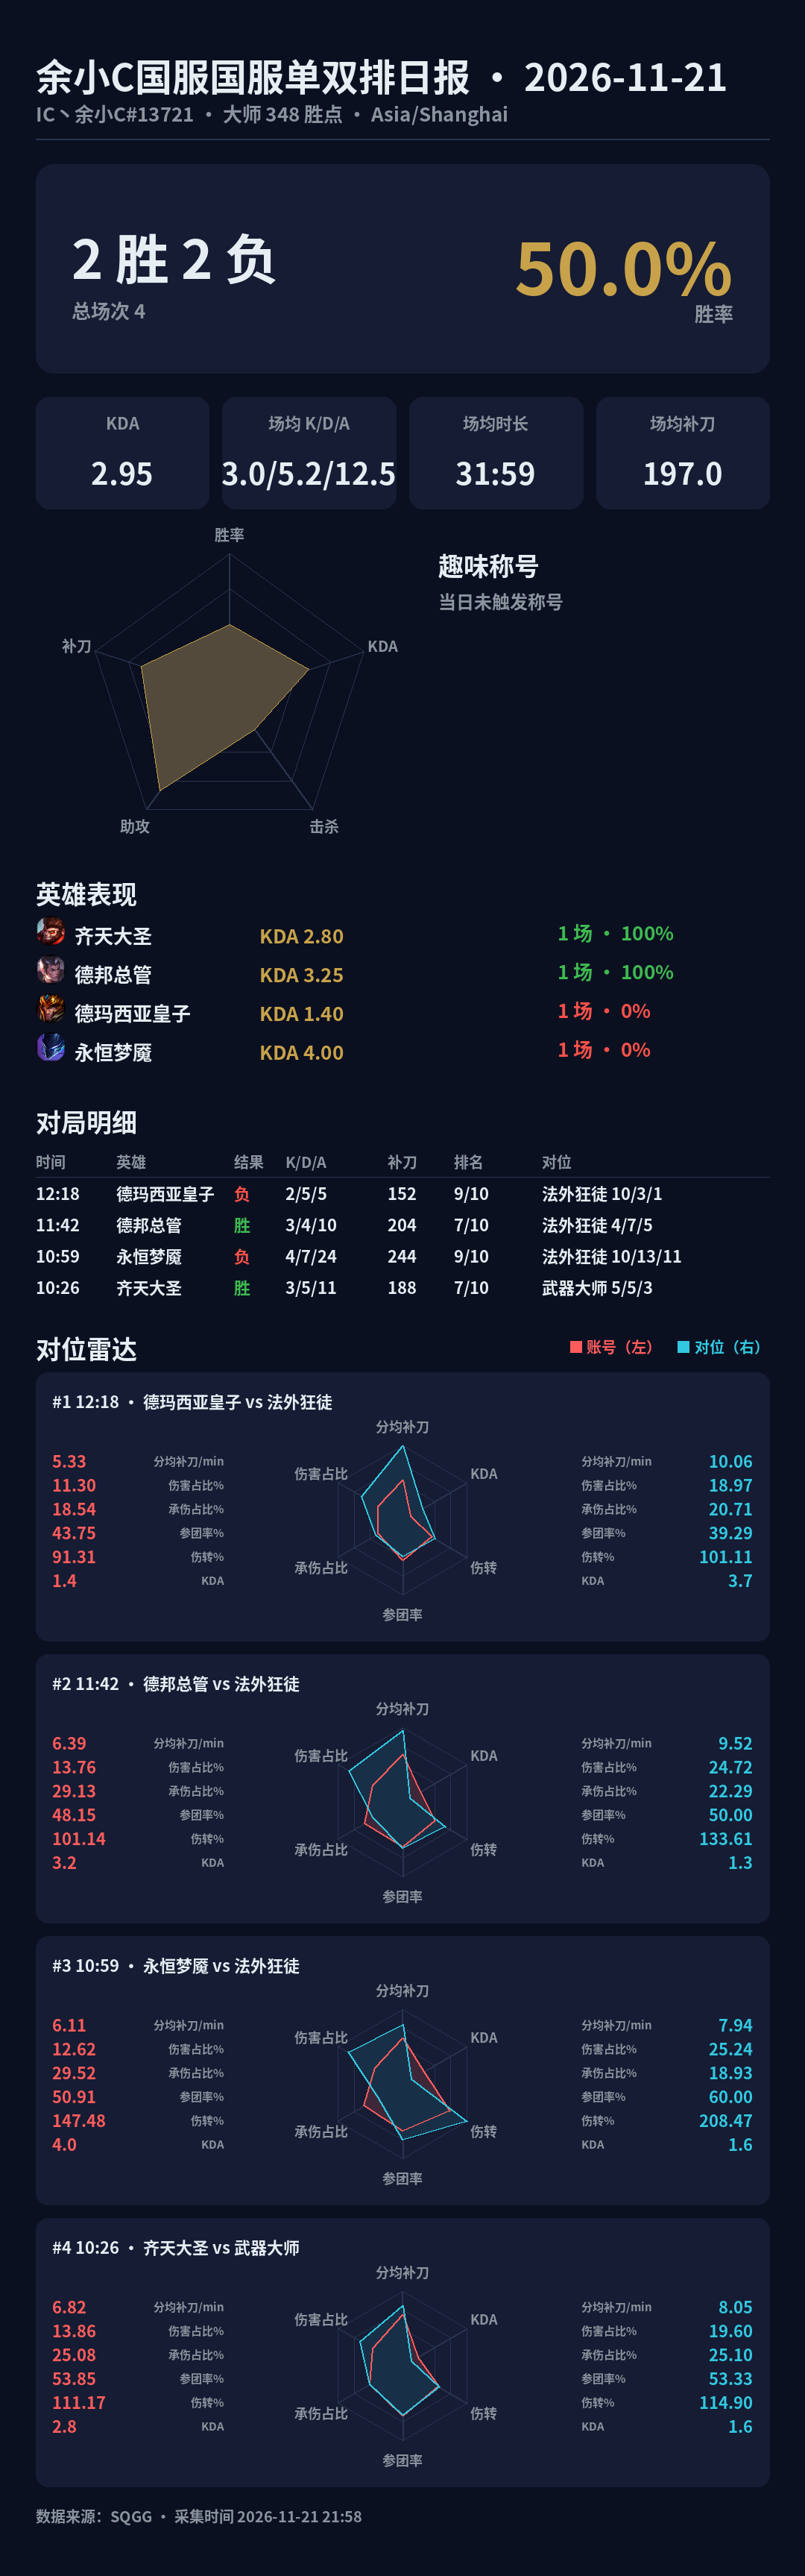 余小C国服国服单双排日报 · 2026-11-21
IC丶余小C#13721 · 大师 348 胜点 · Asia/Shanghai
2 胜 2 负
总场次 4
50.0%
胜率
KDA
2.95
场均 K/D/A
3.0/5.2/12.5
场均时长
31:59
场均补刀
197.0
胜率
KDA
击杀
助攻
补刀
趣味称号
当日未触发称号
英雄表现
齐天大圣 KDA 2.80 1 场 · 100%
德邦总管 KDA 3.25 1 场 · 100%
德玛西亚皇子 KDA 1.40 1 场 · 0%
永恒梦魇 KDA 4.00 1 场 · 0%
对局明细
时间 英雄 结果 K/D/A 补刀 排名 对位
12:18 德玛西亚皇子 负 2/5/5 152 9/10 法外狂徒 10/3/1
11:42 德邦总管 胜 3/4/10 204 7/10 法外狂徒 4/7/5
10:59 永恒梦魇 负 4/7/24 244 9/10 法外狂徒 10/13/11
10:26 齐天大圣 胜 3/5/11 188 7/10 武器大师 5/5/3
对位雷达
账号（左） 对位（右）
#1 12:18 · 德玛西亚皇子 vs 法外狂徒
5.33 分均补刀/min
11.30 伤害占比%
18.54 承伤占比%
43.75 参团率%
91.31 伤转%
1.4 KDA
分均补刀
KDA
伤转
参团率
承伤占比
伤害占比
分均补刀/min 10.06
伤害占比% 18.97
承伤占比% 20.71
参团率% 39.29
伤转% 101.11
KDA 3.7
#2 11:42 · 德邦总管 vs 法外狂徒
6.39 分均补刀/min
13.76 伤害占比%
29.13 承伤占比%
48.15 参团率%
101.14 伤转%
3.2 KDA
分均补刀
KDA
伤转
参团率
承伤占比
伤害占比
分均补刀/min 9.52
伤害占比% 24.72
承伤占比% 22.29
参团率% 50.00
伤转% 133.61
KDA 1.3
#3 10:59 · 永恒梦魇 vs 法外狂徒
6.11 分均补刀/min
12.62 伤害占比%
29.52 承伤占比%
50.91 参团率%
147.48 伤转%
4.0 KDA
分均补刀
KDA
伤转
参团率
承伤占比
伤害占比
分均补刀/min 7.94
伤害占比% 25.24
承伤占比% 18.93
参团率% 60.00
伤转% 208.47
KDA 1.6
#4 10:26 · 齐天大圣 vs 武器大师
6.82 分均补刀/min
13.86 伤害占比%
25.08 承伤占比%
53.85 参团率%
111.17 伤转%
2.8 KDA
分均补刀
KDA
伤转
参团率
承伤占比
伤害占比
分均补刀/min 8.05
伤害占比% 19.60
承伤占比% 25.10
参团率% 53.33
伤转% 114.90
KDA 1.6
数据来源：SQGG · 采集时间 2026-11-21 21:58